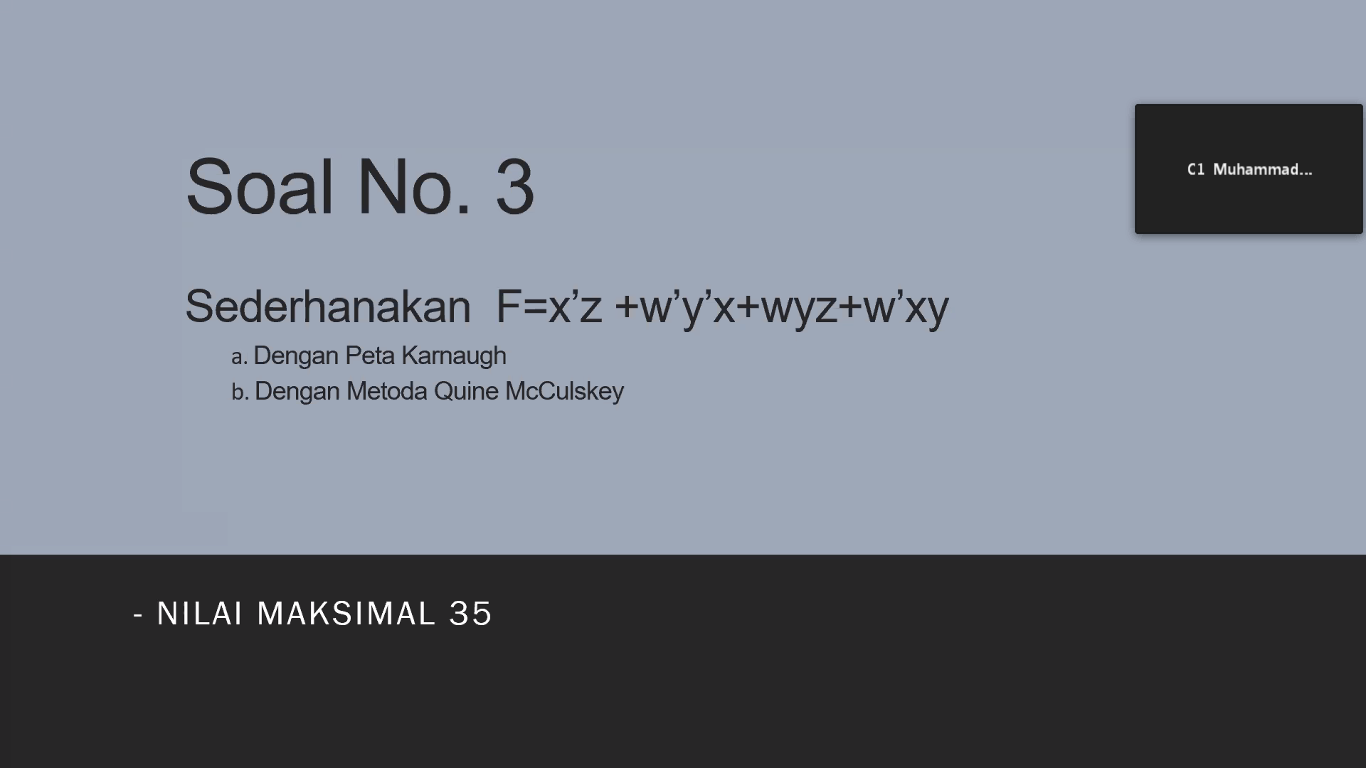 Soal No. 3
C1 Muhammad...
Sederhanakan F=x’z +w’y’x+wyz+w’xy
a. Dengan Peta Karnaugh
b. Dengan Metoda Quine McCulskey
- NILAI MAKSIMAL 35